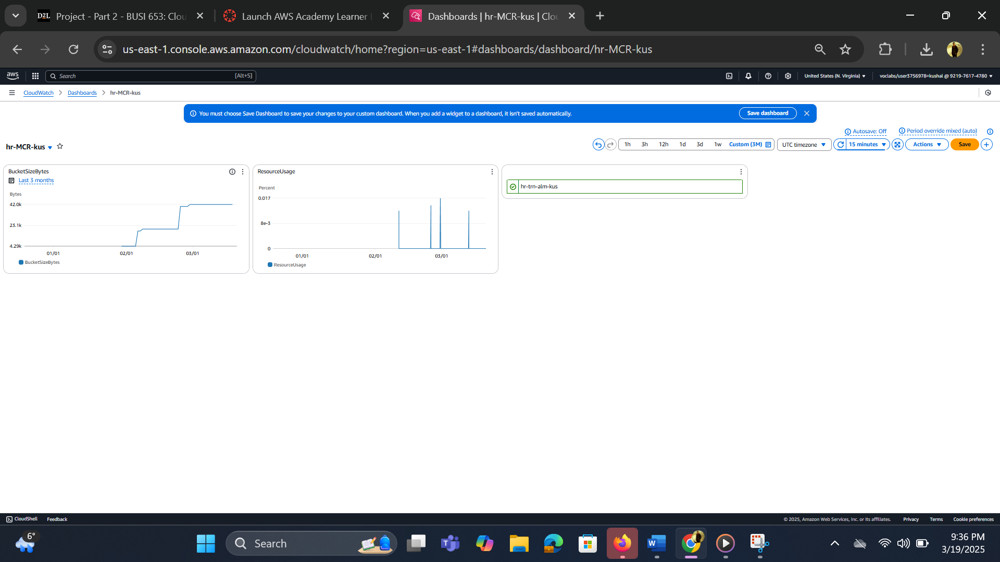 D2L Project - Part 2 - BUSI 653: Clou
Launch AWS Academy Learner L
Dashboards | hr-MCR-kus | Clou
us-east-1.console.aws.amazon.com/cloudwatch/home?region=us-east-1#dashboards/dashboard/hr-MCR-kus
aws Search [Alt+S] United States (N. Virginia) voclabs/user3756978=kushal @ 9219-7617-4780
CloudWatch Dashboards hr-MCR-kus
You must choose Save Dashboard to save your changes to your custom dashboard. When you add a widget to a dashboard, it isn't saved automatically. Save dashboard
Autosave: Off Period override mixed (auto)
hr-MCR-kus 1h 3h 12h 1d 3d 1w Custom (3M) UTC timezone 15 minutes Actions Save
BucketSizeBytes
Last 3 months
Bytes
42.0k
23.1k
4.29k
01/01 02/01 03/01
BucketSizeBytes
ResourceUsage
Percent
0.017
8e-3
0
01/01 02/01 03/01
ResourceUsage
hr-trn-alm-kus
CloudShell Feedback © 2025, Amazon Web Services, Inc. or its affiliates. Privacy Terms Cookie preferences
6° Search 9:36 PM
3/19/2025